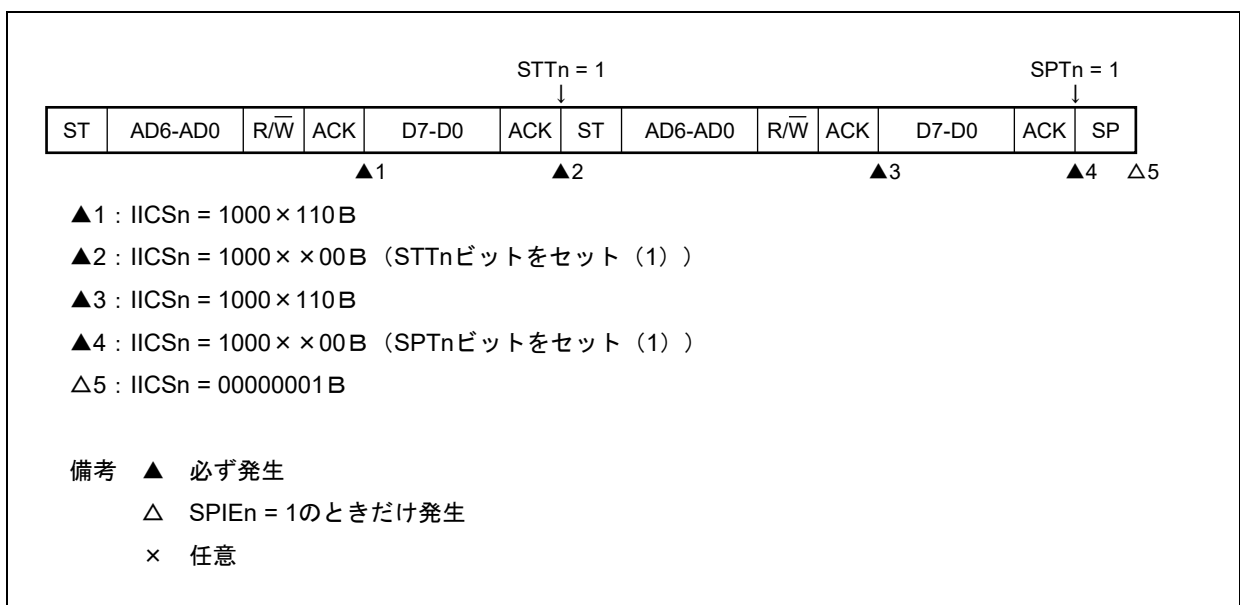 STTn = 1 SPTn = 1
↓ ↓
ST AD6-AD0 R/W̅ ACK D7-D0 ACK ST AD6-AD0 R/W̅ ACK D7-D0 ACK SP
▲1 ▲2 ▲3 ▲4 △5
▲1：IICSn = 1000×110B
▲2：IICSn = 1000××00B（STTnビットをセット（1））
▲3：IICSn = 1000×110B
▲4：IICSn = 1000××00B（SPTnビットをセット（1））
△5：IICSn = 00000001B
備考 ▲ 必ず発生
△ SPIEn = 1のときだけ発生
× 任意